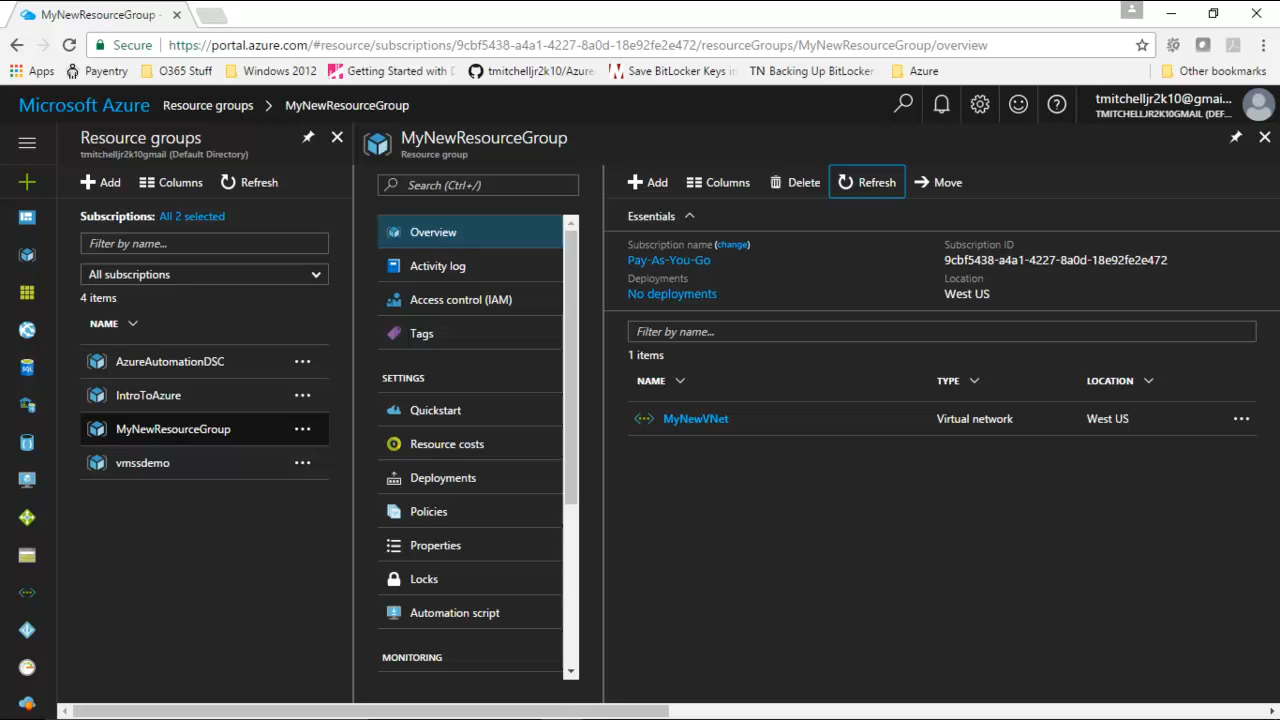 MyNewResourceGroup -
Secure
https://portal.azure.com/#resource/subscriptions/9cbf5438-a4a1-4227-8a0d-18e92fe2e472/resourceGroups/MyNewResourceGroup/overview
Apps Payentry O365 Stuff Windows 2012 Getting Started with tmitchelljr2k10/Azure Save BitLocker Keys in TN Backing Up BitLocker Azure Other bookmarks
Microsoft Azure Resource groups > MyNewResourceGroup
tmitchelljr2k10@gmai...
TMITCHELLJR2K10GMAIL (DEF...
Resource groups
tmitchelljr2k10gmail (Default Directory)
Add Columns Refresh
Subscriptions: All 2 selected
Filter by name...
All subscriptions
4 items
NAME
AzureAutomationDSC ...
IntroToAzure ...
MyNewResourceGroup ...
vmssdemo ...
MyNewResourceGroup
Resource group
Search (Ctrl+/)
Overview
Activity log
Access control (IAM)
Tags
SETTINGS
Quickstart
Resource costs
Deployments
Policies
Properties
Locks
Automation script
MONITORING
Add Columns Delete Refresh Move
Essentials
Subscription name (change)
Pay-As-You-Go
Deployments
No deployments
Subscription ID
9cbf5438-a4a1-4227-8a0d-18e92fe2e472
Location
West US
Filter by name...
1 items
NAME TYPE LOCATION
MyNewVNet Virtual network West US ...